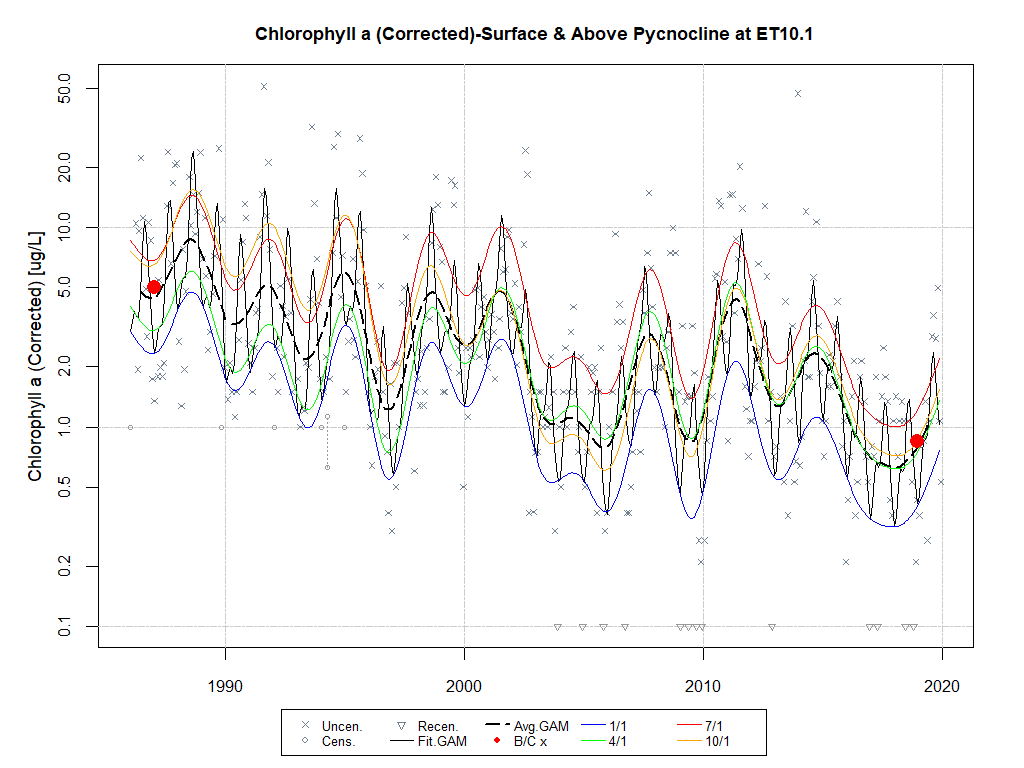 Chlorophyll a (Corrected)-Surface & Above Pycnocline at ET10.1
Chlorophyll a (Corrected) [ug/L]
50.0
20.0
10.0
5.0
2.0
1.0
0.5
0.2
0.1
1990 2000 2010 2020
Uncen. Recen. Avg.GAM 1/1 7/1
Cens. Fit.GAM B/C x 4/1 10/1